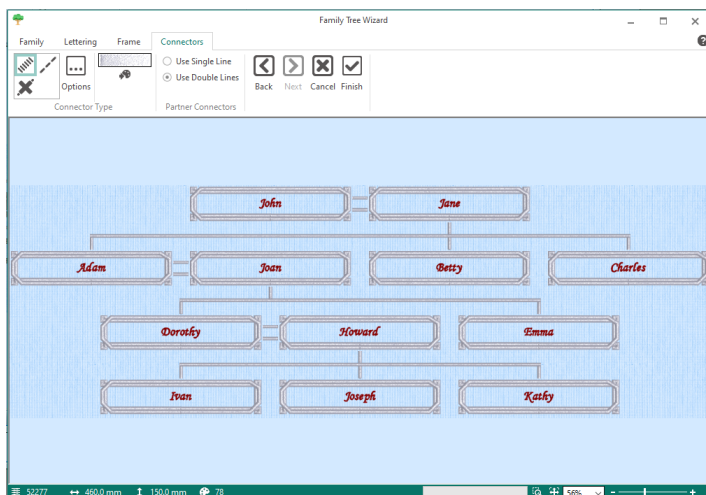 Family Tree Wizard
Family Lettering Frame Connectors
Use Single Line
Use Double Lines
Options Back Next Cancel Finish
Connector Type Partner Connectors
John Jane
Adam Joan Betty Charles
Dorothy Howard Emma
Ivan Joseph Kathy
52277 460.0 mm 150.0 mm 78 56%